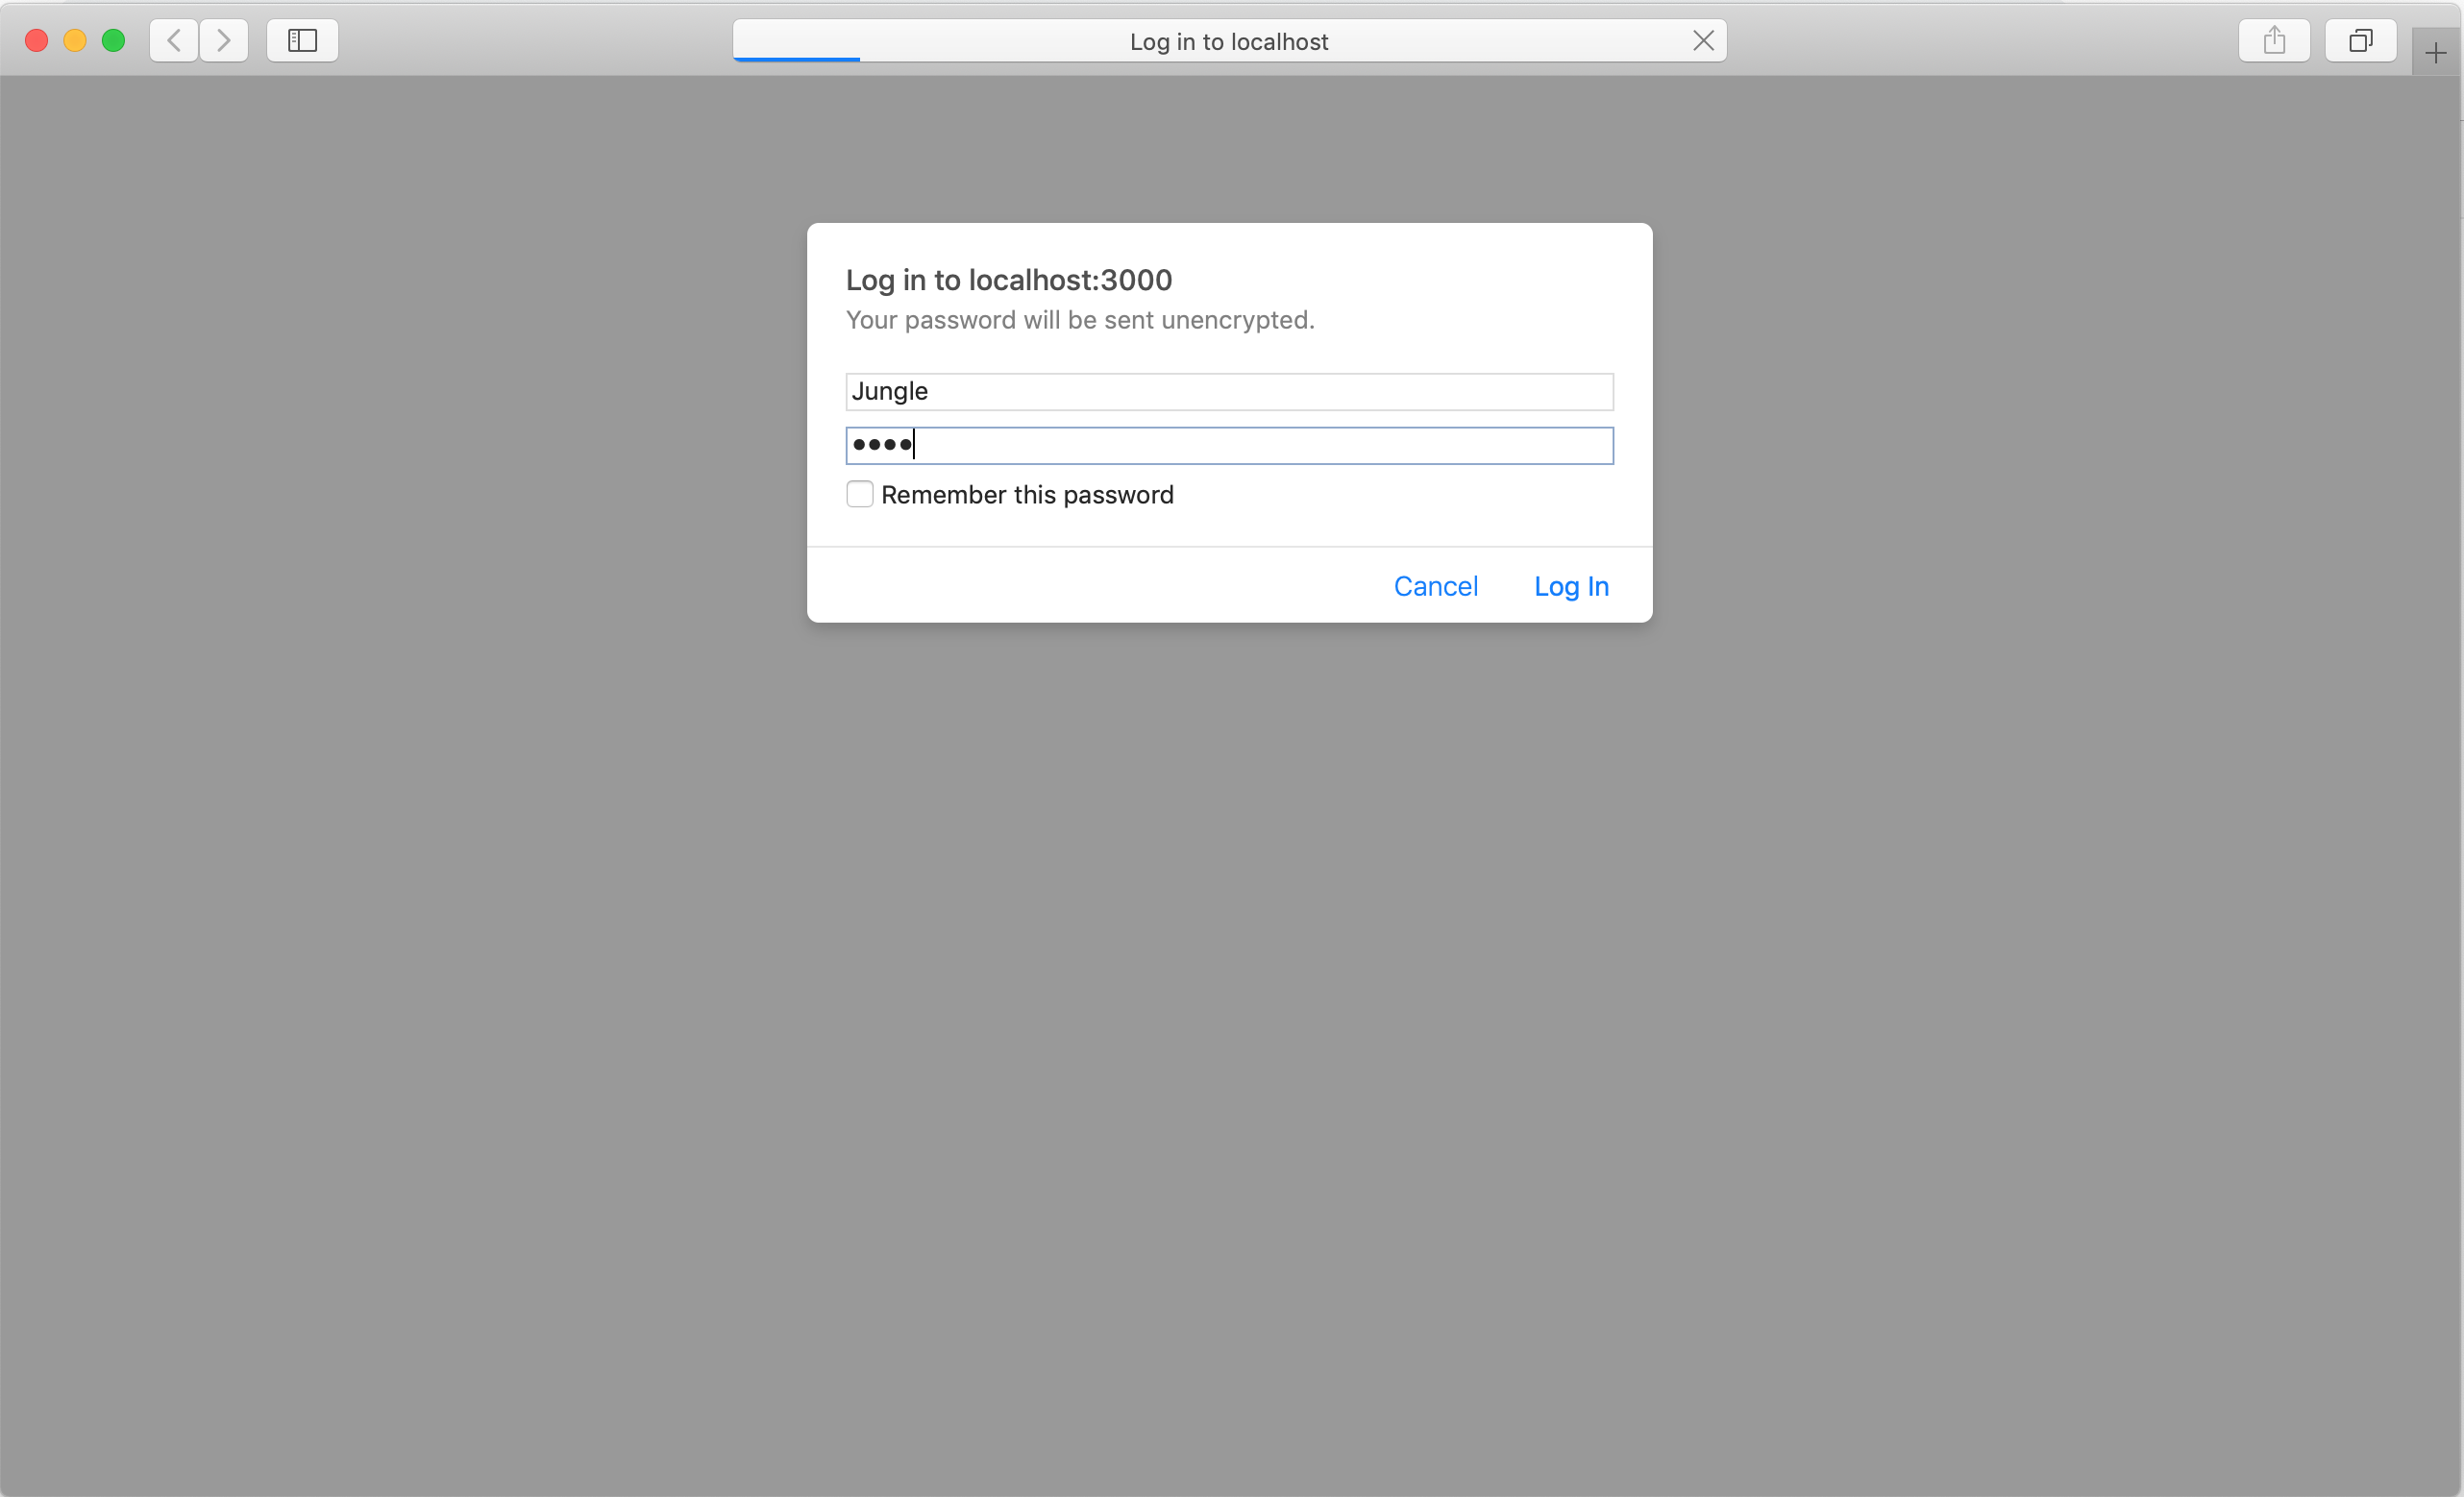 Log in to localhost
Log in to localhost:3000
Your password will be sent unencrypted.
Jungle
••••
Remember this password
Cancel Log In